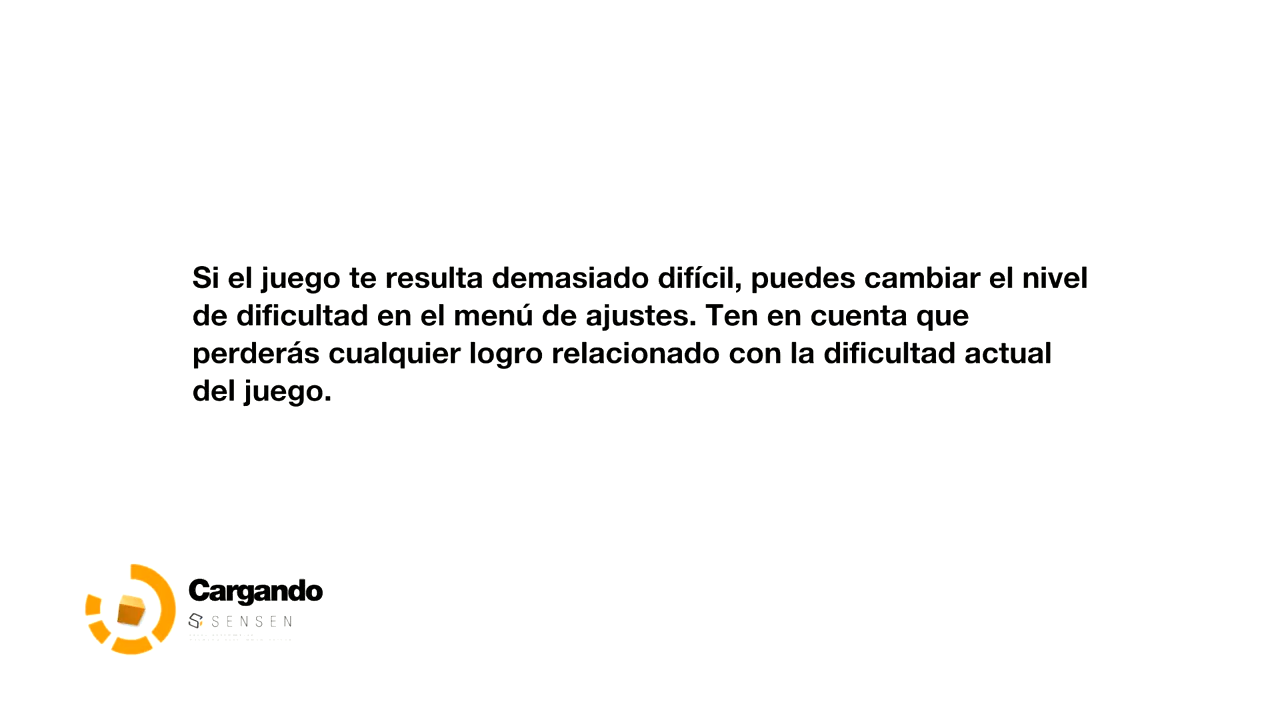 Si el juego te resulta demasiado difícil, puedes cambiar el nivel
de dificultad en el menú de ajustes. Ten en cuenta que
perderás cualquier logro relacionado con la dificultad actual
del juego.
Cargando
SENSEN